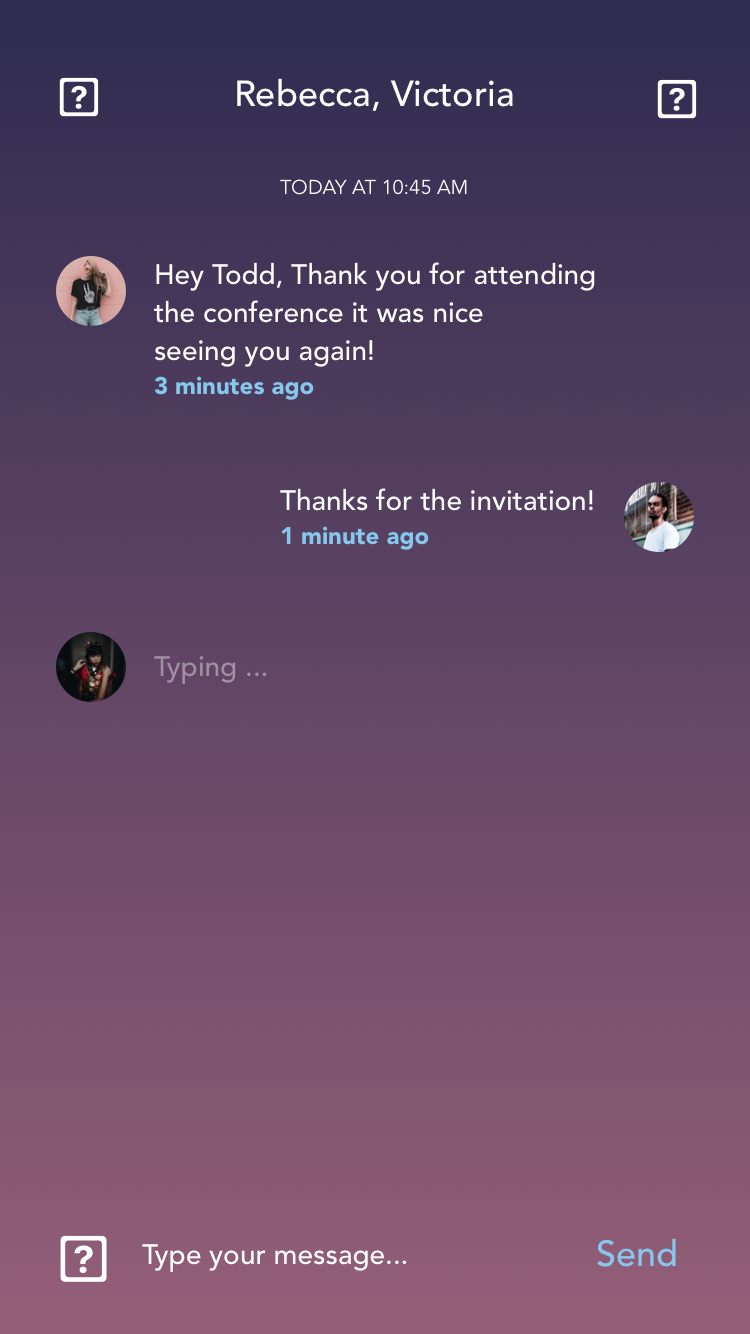 Rebecca, Victoria
TODAY AT 10:45 AM
Hey Todd, Thank you for attending
the conference it was nice
seeing you again!
3 minutes ago
Thanks for the invitation!
1 minute ago
Typing ...
Type your message...
Send